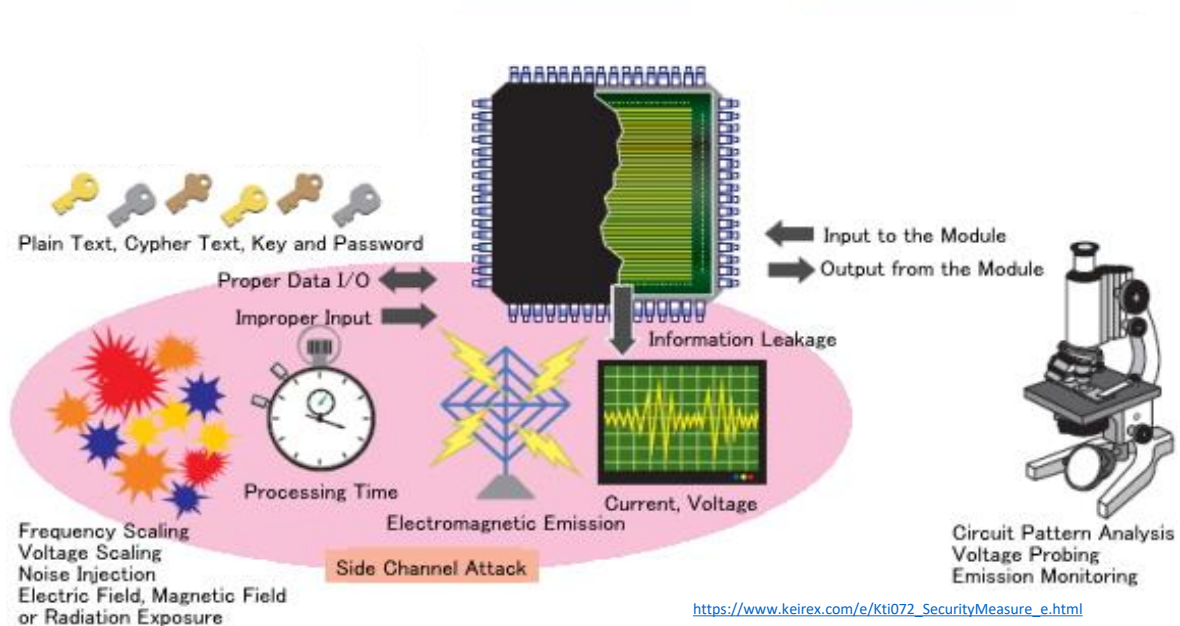 Plain Text, Cypher Text, Key and Password
Proper Data I/O
Improper Input
Input to the Module
Output from the Module
Information Leakage
Processing Time
Electromagnetic Emission
Current, Voltage
Frequency Scaling
Voltage Scaling
Noise Injection
Electric Field, Magnetic Field
or Radiation Exposure
Side Channel Attack
Circuit Pattern Analysis
Voltage Probing
Emission Monitoring
https://www.keirex.com/e/Kti072_SecurityMeasure_e.html